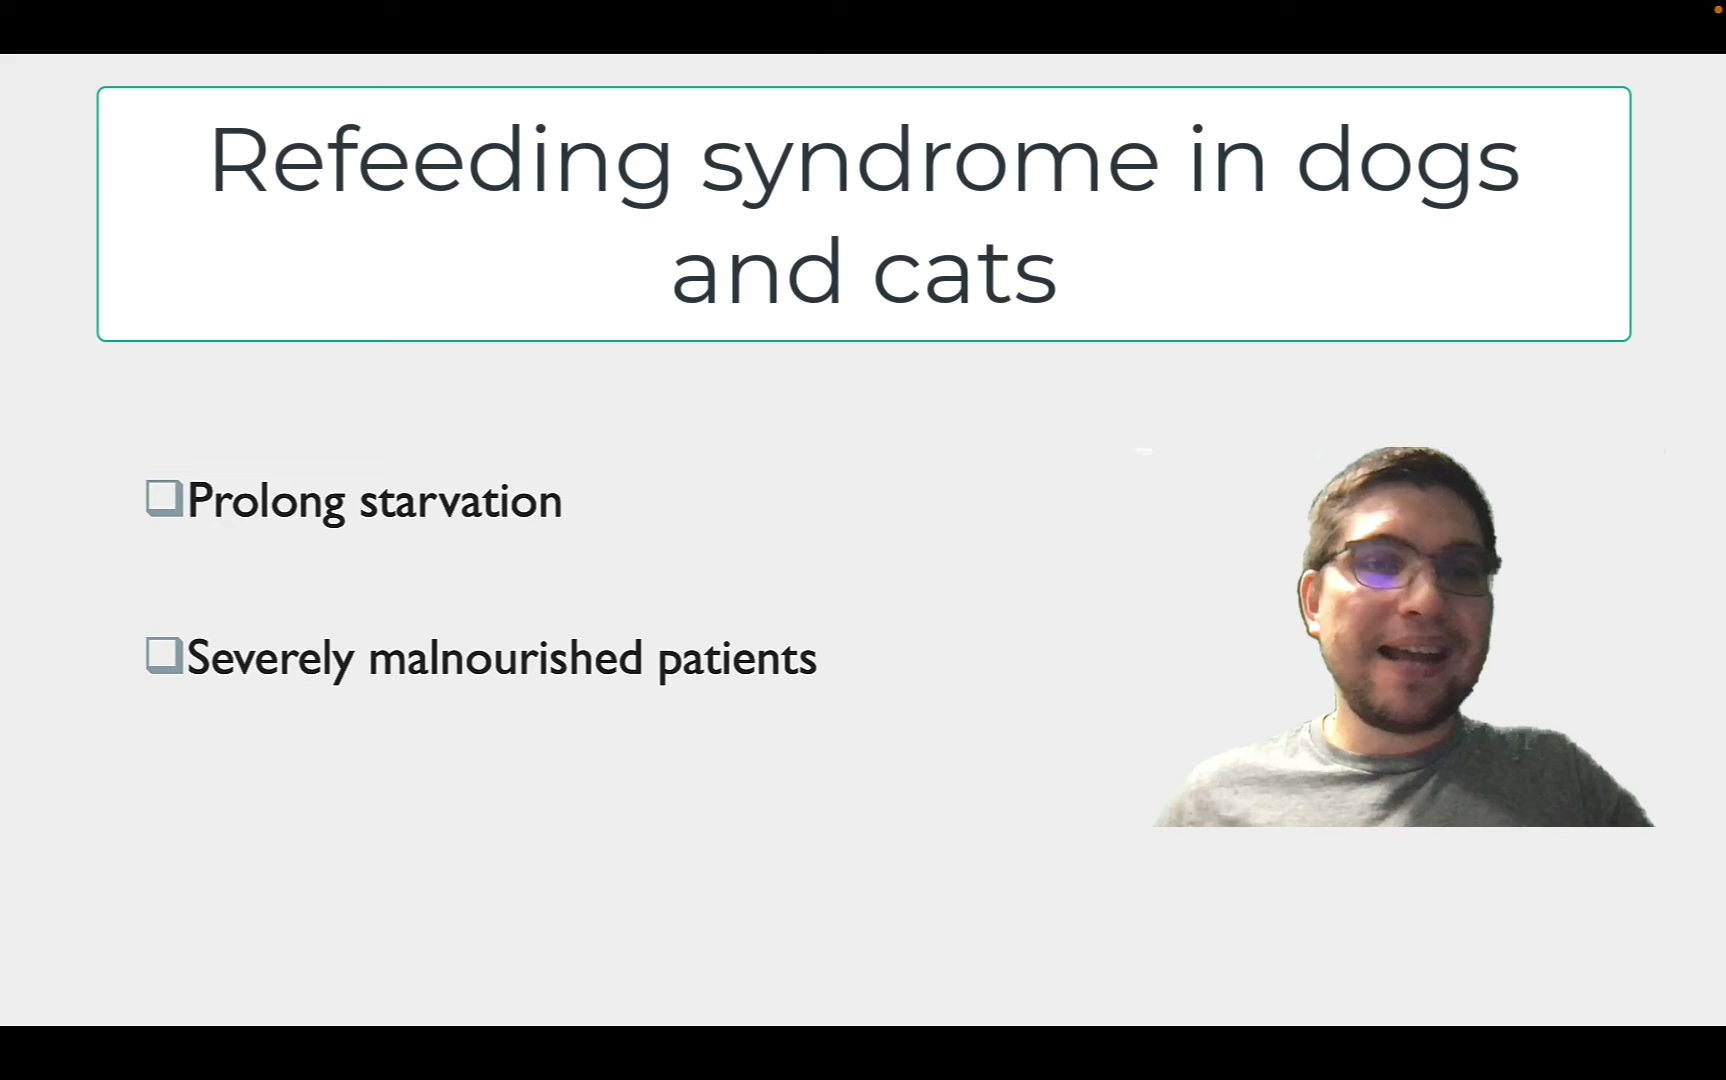 Refeeding syndrome in dogs
and cats
Prolong starvation
Severely malnourished patients